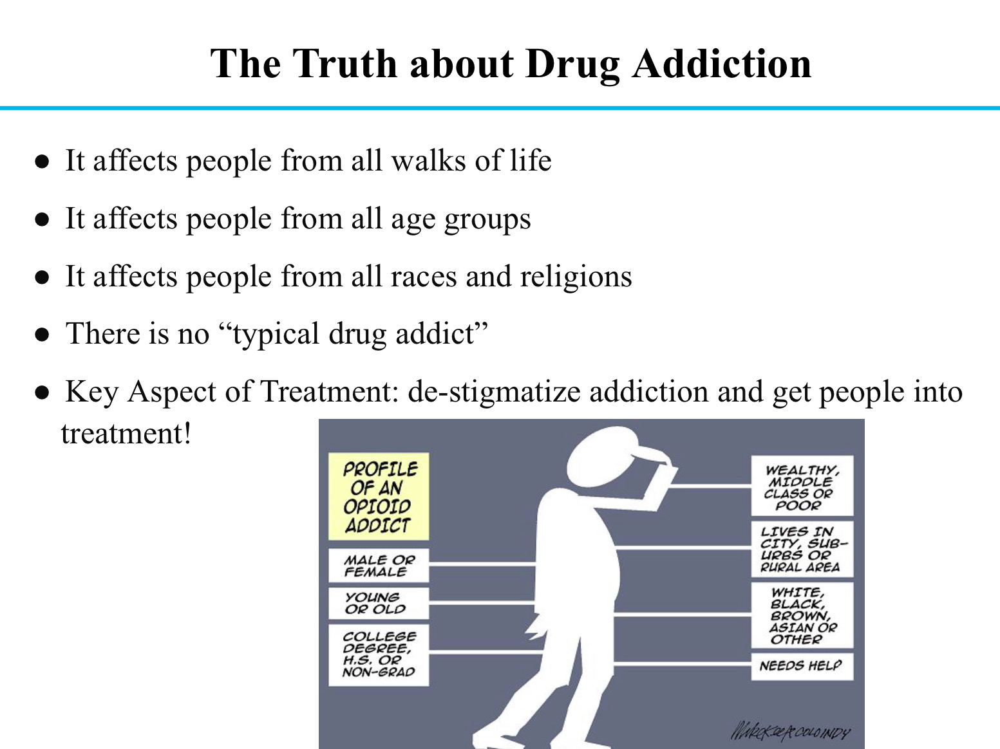 The Truth about Drug Addiction
● It affects people from all walks of life
● It affects people from all age groups
● It affects people from all races and religions
● There is no “typical drug addict”
● Key Aspect of Treatment: de-stigmatize addiction and get people into
treatment!
PROFILE
OF AN
OPIOID
ADDICT
MALE OR
FEMALE
YOUNG
OR OLD
COLLEGE
DEGREE,
H.S. OR
NON-GRAD
WEALTHY,
MIDDLE
CLASS OR
POOR
LIVES IN
CITY, SUB-
URBS OR
RURAL AREA
WHITE,
BLACK,
BROWN,
ASIAN OR
OTHER
NEEDS HELP
COLOINDY